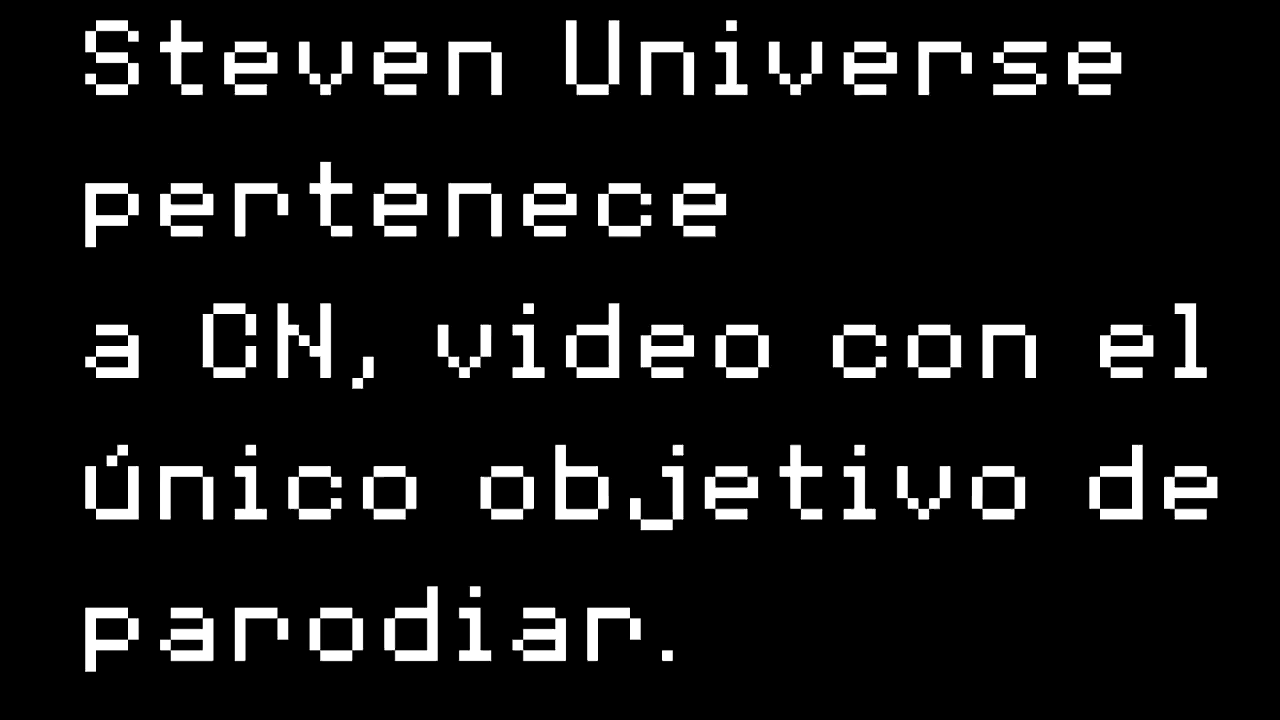 Steven Universe
pertenece
a CN, video con el
único objetivo de
parodiar.